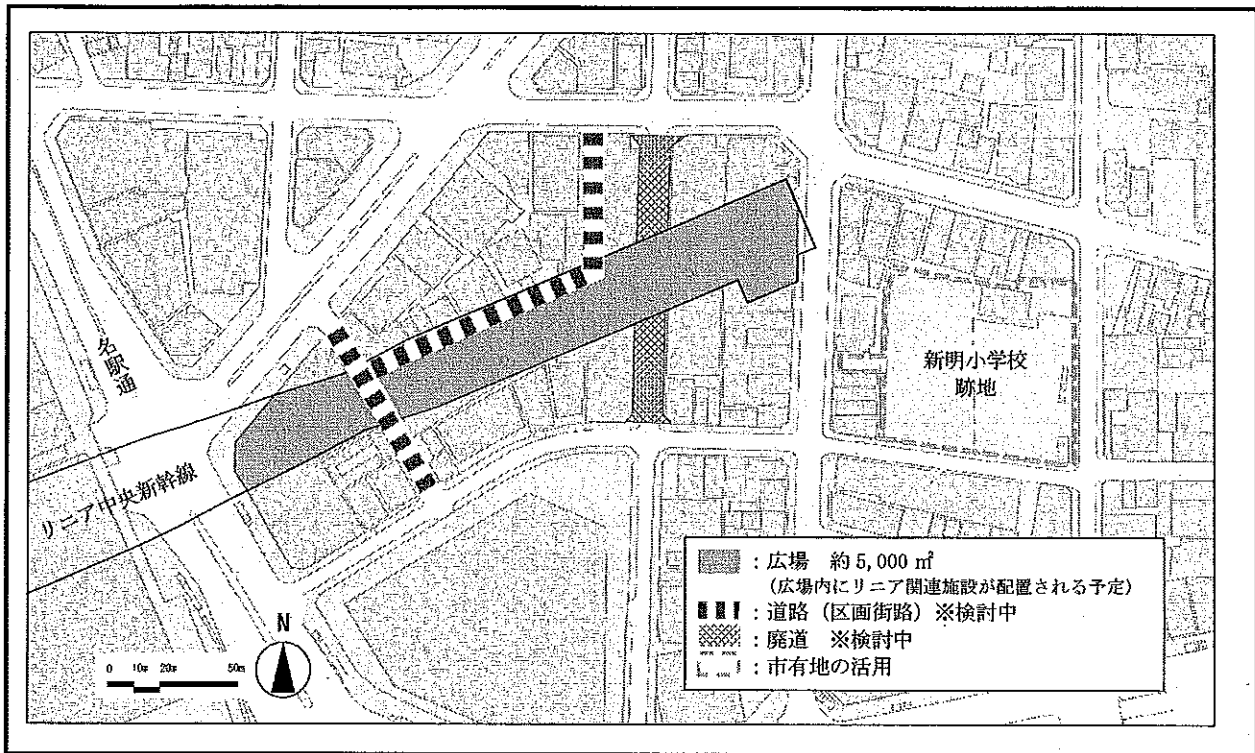 名駅通
リニア中央新幹線
新明小学校
跡地
N
0 10m 20m 50m
：広場 約5,000㎡
（広場内にリニア関連施設が配置される予定）
：道路（区画街路）※検討中
：廃道 ※検討中
：市有地の活用